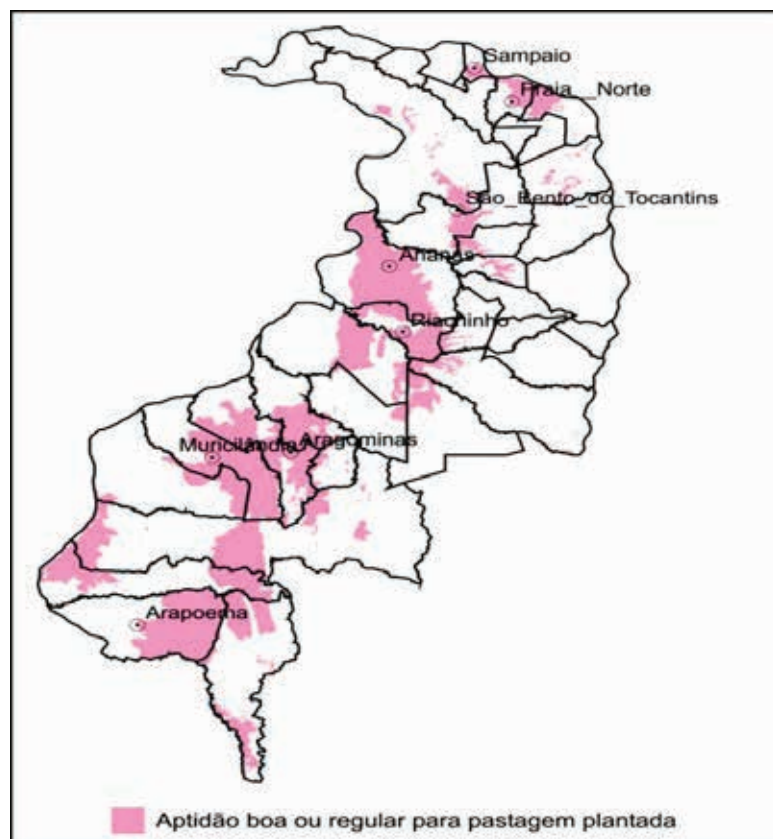 Sampaio
Praia_Norte
São_Bento_do_Tocantins
Ananás
Riachinho
Muricilândia
Aragominas
Arapoema
Aptidão boa ou regular para pastagem plantada